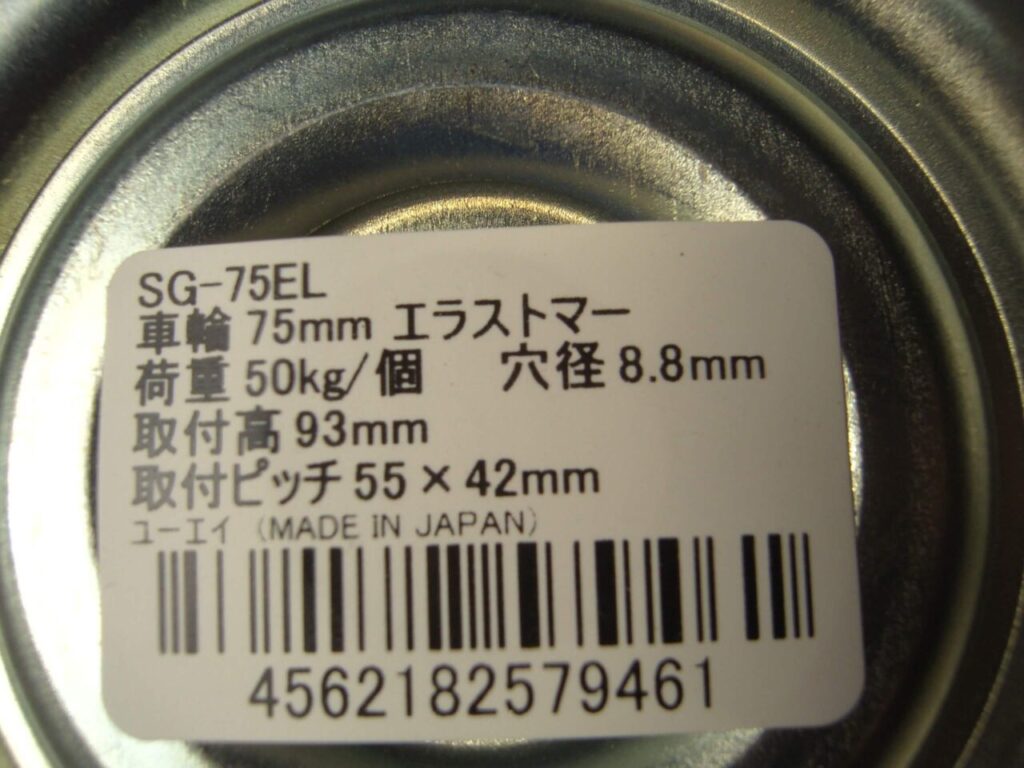 SG-75EL
車輪 75mm エラストマー
荷重 50kg/個 穴径 8.8mm
取付高 93mm
取付ピッチ 55×42mm
ユーエイ (MADE IN JAPAN)
4562182579461